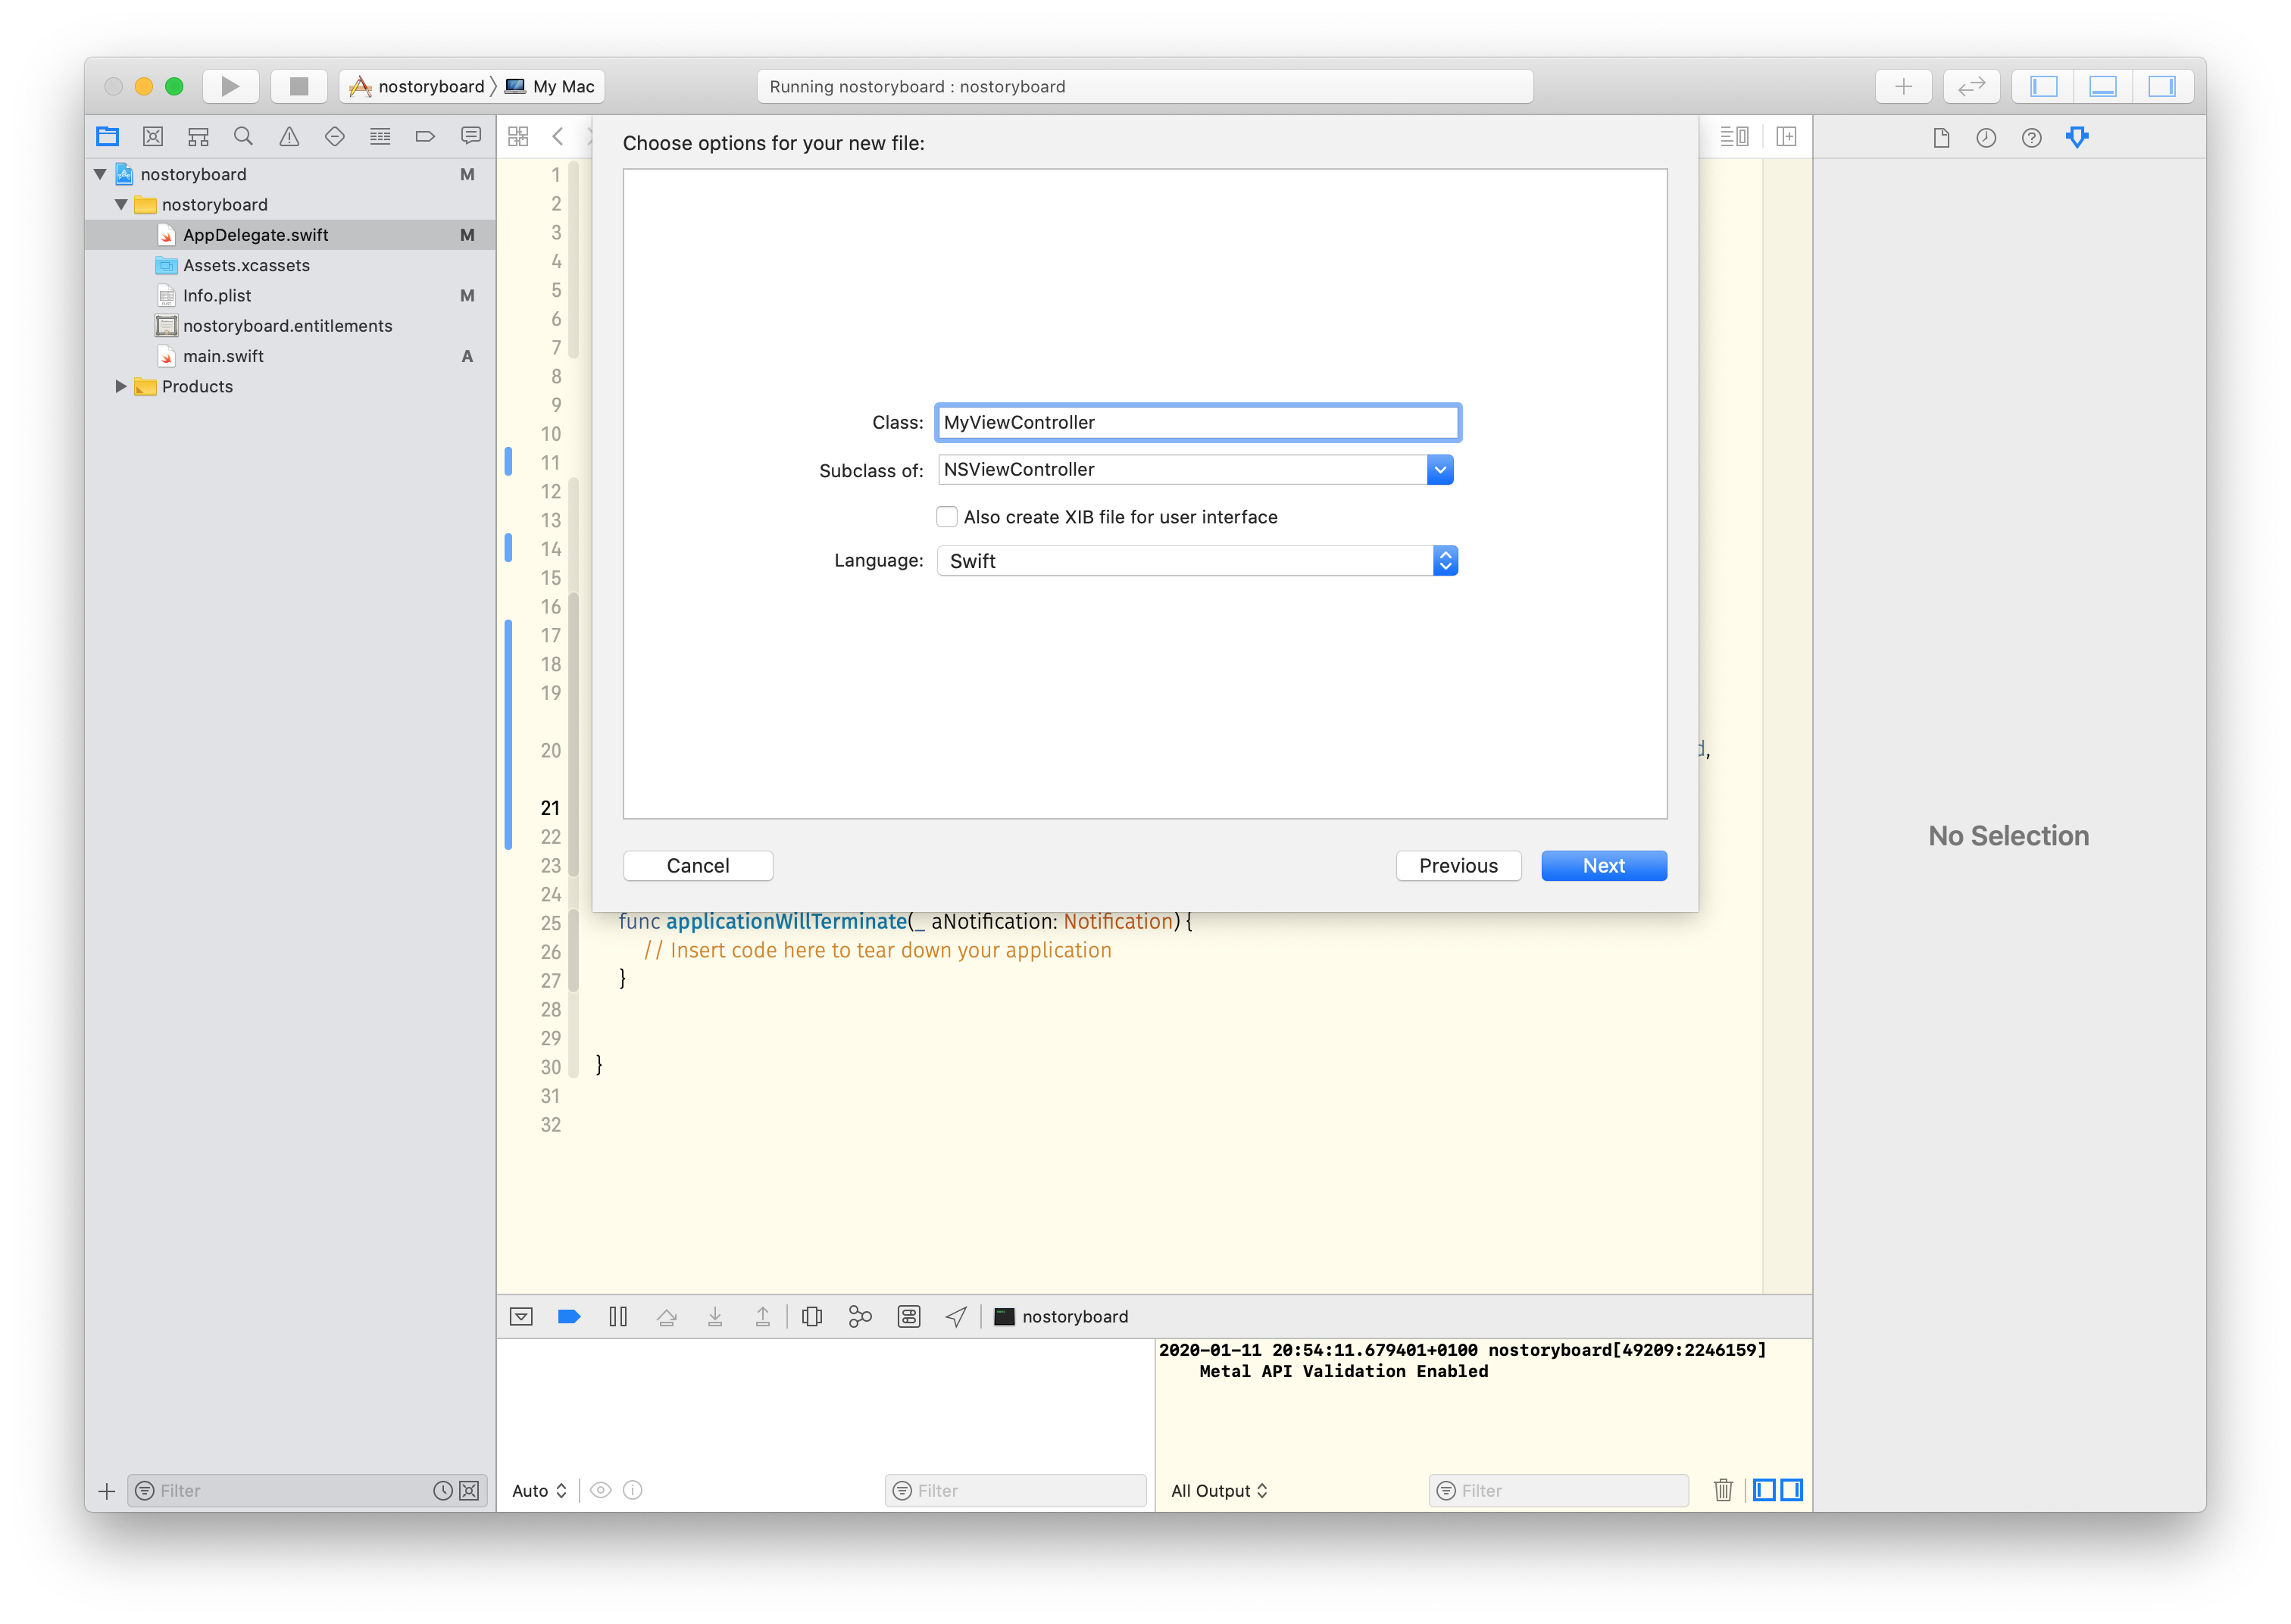 nostoryboard 〉 My Mac
Running nostoryboard : nostoryboard
nostoryboard M
nostoryboard
AppDelegate.swift M
Assets.xcassets
Info.plist M
nostoryboard.entitlements
main.swift A
Products
Filter
Choose options for your new file:
Class: MyViewController
Subclass of: NSViewController
Also create XIB file for user interface
Language: Swift
Cancel Previous Next
1
2
3
4
5
6
7
8
9
10
11
12
13
14
15
16
17
18
19
20 d,
21
22
23
24
25 func applicationWillTerminate(_ aNotification: Notification) {
26 // Insert code here to tear down your application
27 }
28
29
30 }
31
32
No Selection
nostoryboard
2020-01-11 20:54:11.679401+0100 nostoryboard[49209:2246159]
Metal API Validation Enabled
Auto Filter
All Output Filter